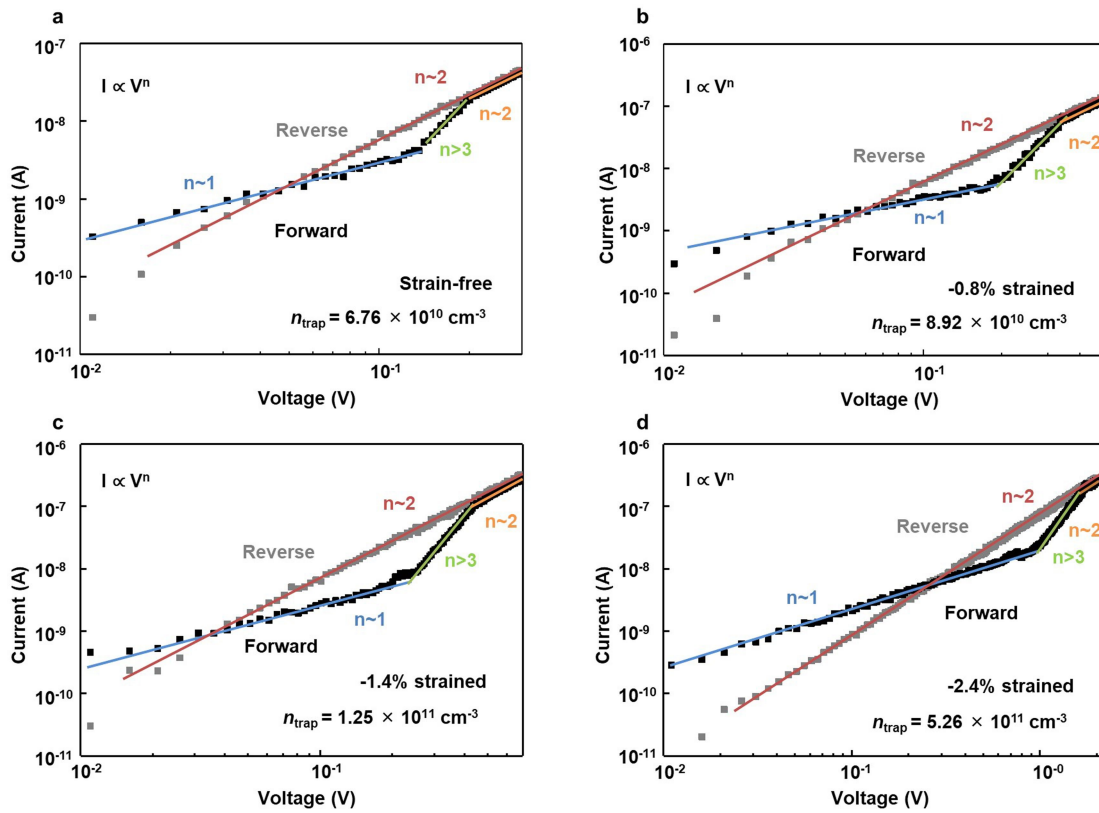 a
10⁻⁷
10⁻⁸
10⁻⁹
10⁻¹⁰
10⁻¹¹
Current (A)
I ∝ Vⁿ
n~2
n~2
Reverse
n>3
n~1
Forward
Strain-free
n_trap = 6.76 × 10¹⁰ cm⁻³
10⁻²
10⁻¹
Voltage (V)
b
10⁻⁶
10⁻⁷
10⁻⁸
10⁻⁹
10⁻¹⁰
10⁻¹¹
Current (A)
I ∝ Vⁿ
n~2
n~2
Reverse
n>3
n~1
Forward
-0.8% strained
n_trap = 8.92 × 10¹⁰ cm⁻³
10⁻²
10⁻¹
Voltage (V)
c
10⁻⁶
10⁻⁷
10⁻⁸
10⁻⁹
10⁻¹⁰
10⁻¹¹
Current (A)
I ∝ Vⁿ
n~2
n~2
Reverse
n>3
n~1
Forward
-1.4% strained
n_trap = 1.25 × 10¹¹ cm⁻³
10⁻²
10⁻¹
Voltage (V)
d
10⁻⁶
10⁻⁷
10⁻⁸
10⁻⁹
10⁻¹⁰
10⁻¹¹
Current (A)
I ∝ Vⁿ
n~2
n~2
Reverse
n>3
n~1
Forward
-2.4% strained
n_trap = 5.26 × 10¹¹ cm⁻³
10⁻²
10⁻¹
10⁻⁰
Voltage (V)